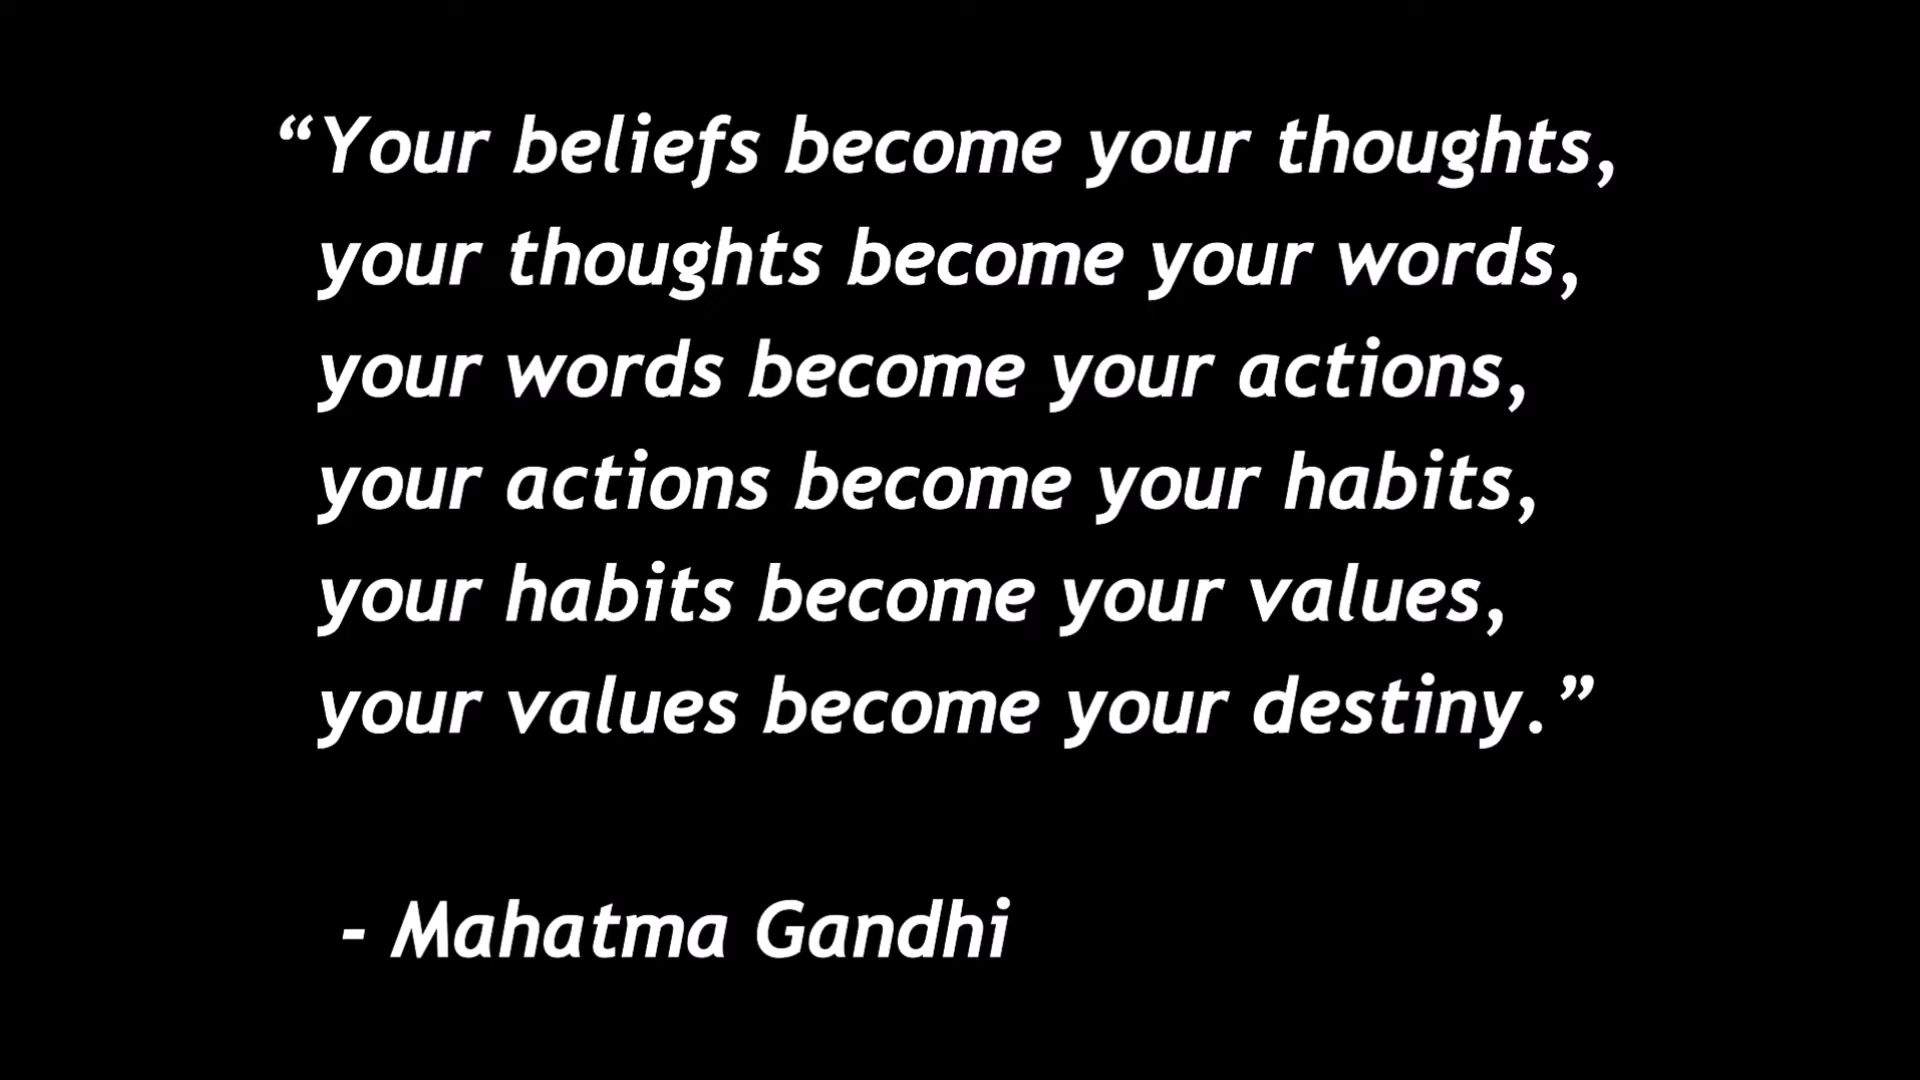 “Your beliefs become your thoughts,
your thoughts become your words,
your words become your actions,
your actions become your habits,
your habits become your values,
your values become your destiny.”
- Mahatma Gandhi